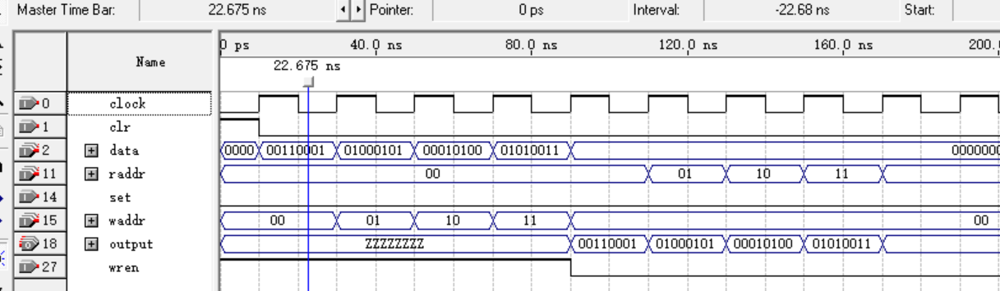 Master Time Bar: 22.675 ns Pointer: 0 ps Interval: -22.68 ns Start:
Name 0 ps 40.0 ns 80.0 ns 120.0 ns 160.0 ns 200.
22.675 ns
0 clock
1 clr
2 data 0000 00110001 01000101 00010100 01010011 0000000
11 raddr 00 01 10 11
14 set
15 waddr 00 01 10 11 00
18 output ZZZZZZZZ 00110001 01000101 00010100 01010011
27 wren